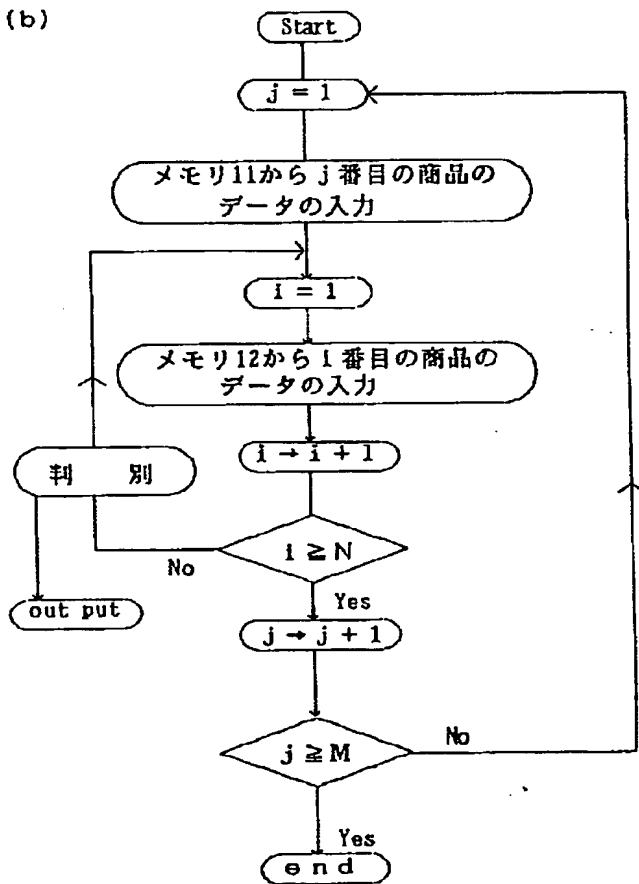 (b)
Start
j = 1
メモリ11から j 番目の商品の
データの入力
i = 1
メモリ12から i 番目の商品の
データの入力
i → i + 1
判 別
i ≧ N
No
Yes
out put
j → j + 1
j ≧ M
No
Yes
end